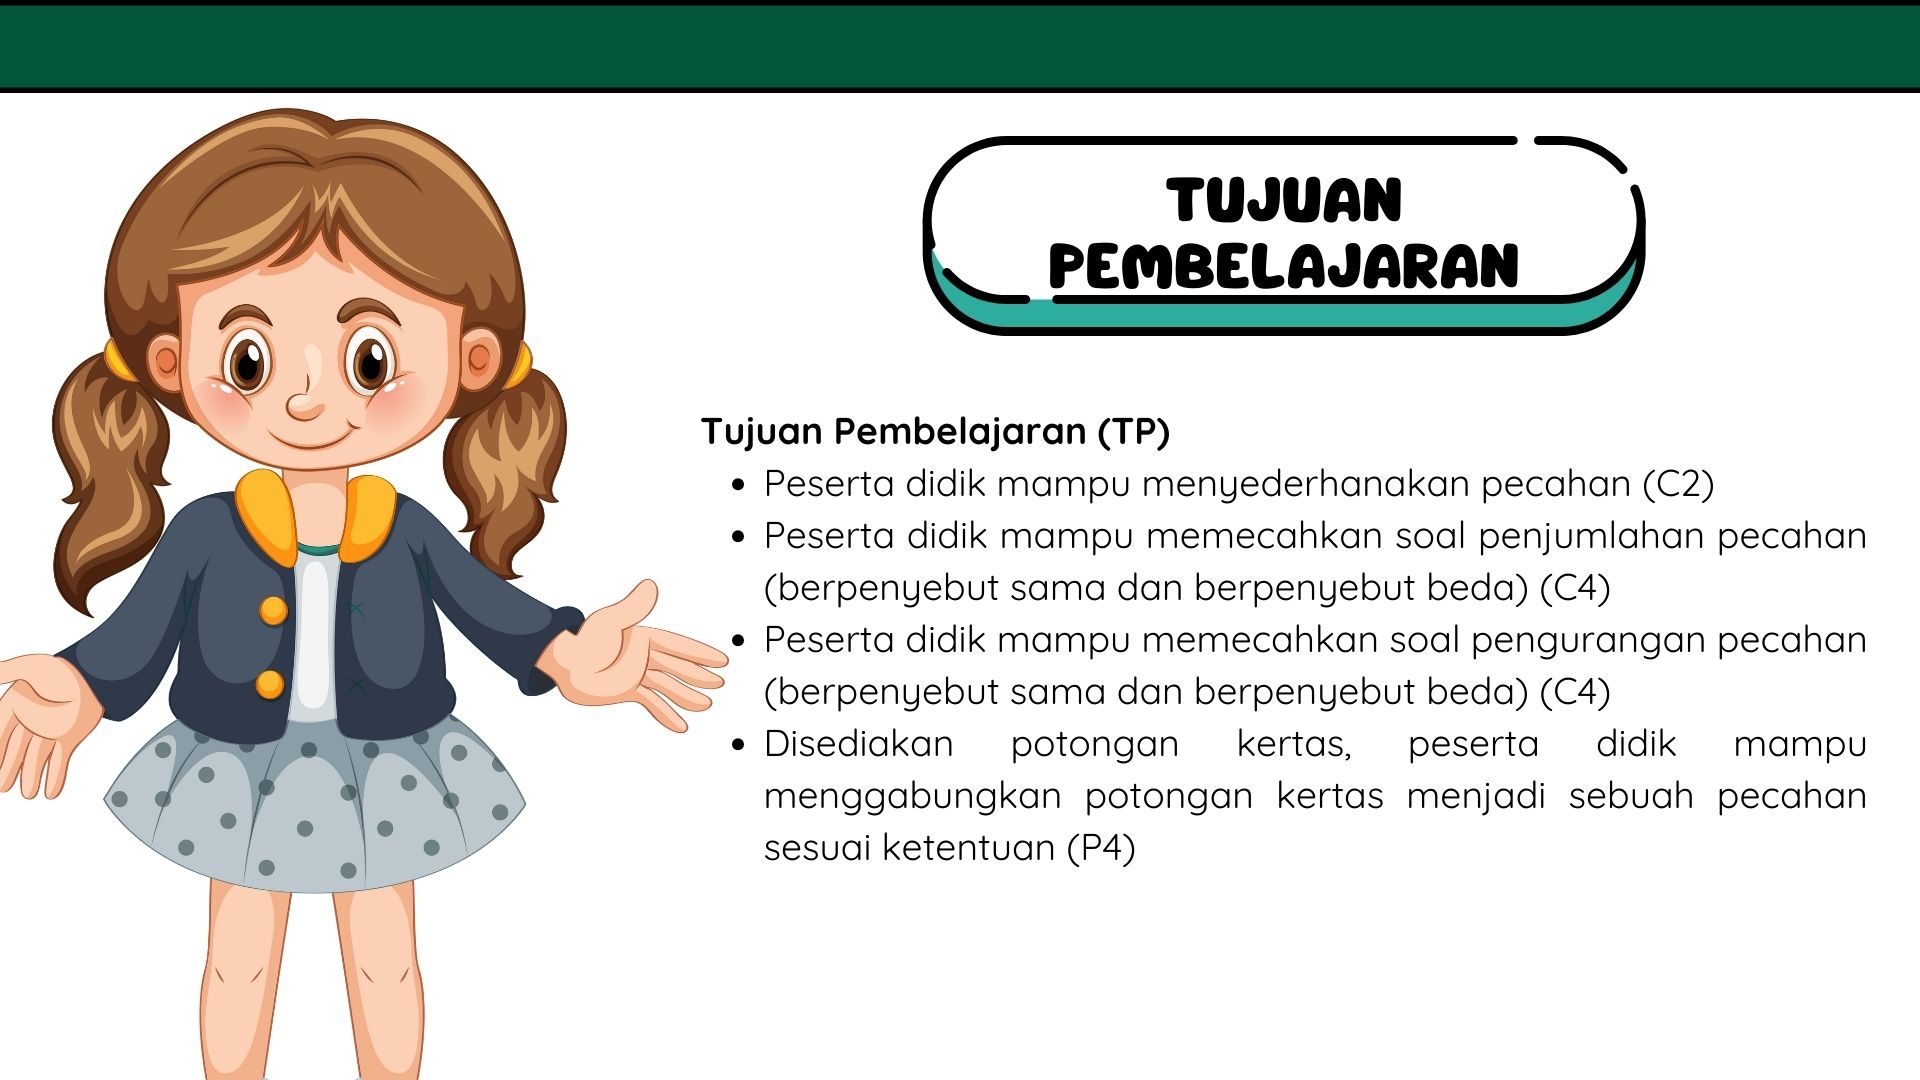 TUJUAN
PEMBELAJARAN
Tujuan Pembelajaran (TP)
• Peserta didik mampu menyederhanakan pecahan (C2)
• Peserta didik mampu memecahkan soal penjumlahan pecahan
(berpenyebut sama dan berpenyebut beda) (C4)
• Peserta didik mampu memecahkan soal pengurangan pecahan
(berpenyebut sama dan berpenyebut beda) (C4)
• Disediakan potongan kertas, peserta didik mampu
menggabungkan potongan kertas menjadi sebuah pecahan
sesuai ketentuan (P4)